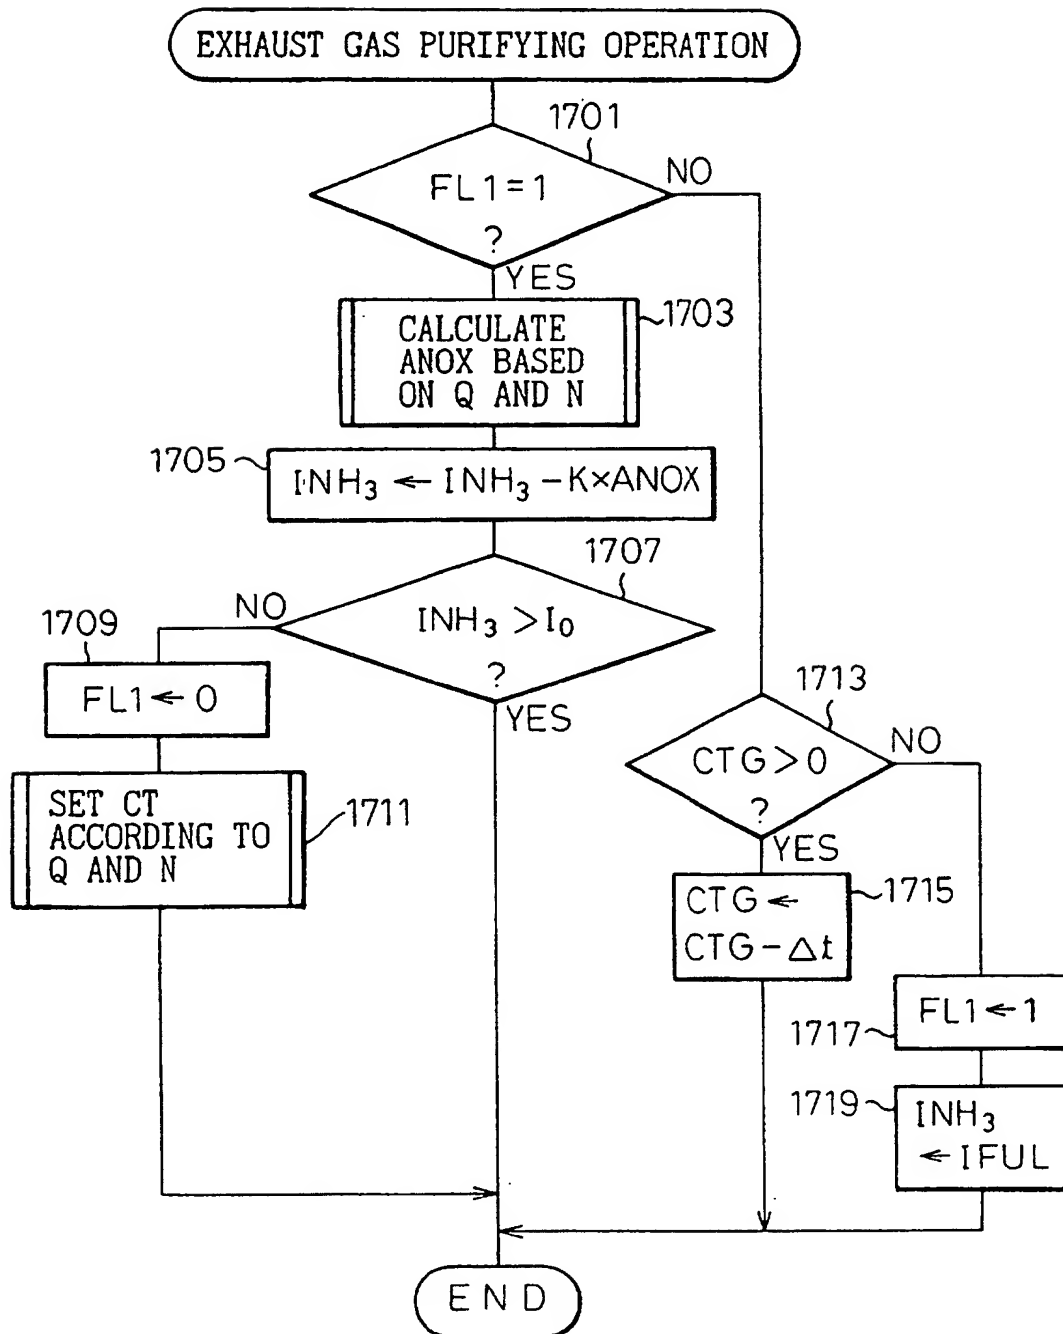 EXHAUST GAS PURIFYING OPERATION
1701
FL1=1
?
NO
YES
1703
CALCULATE
ANOX BASED
ON Q AND N
1705
INH₃ ← INH₃ − K×ANOX
1707
INH₃ > I₀
?
NO
YES
1709
FL1 ← 0
1711
SET CT
ACCORDING TO
Q AND N
1713
CTG > 0
?
NO
YES
1715
CTG ←
CTG − Δt
1717
FL1 ← 1
1719
INH₃
← IFUL
END